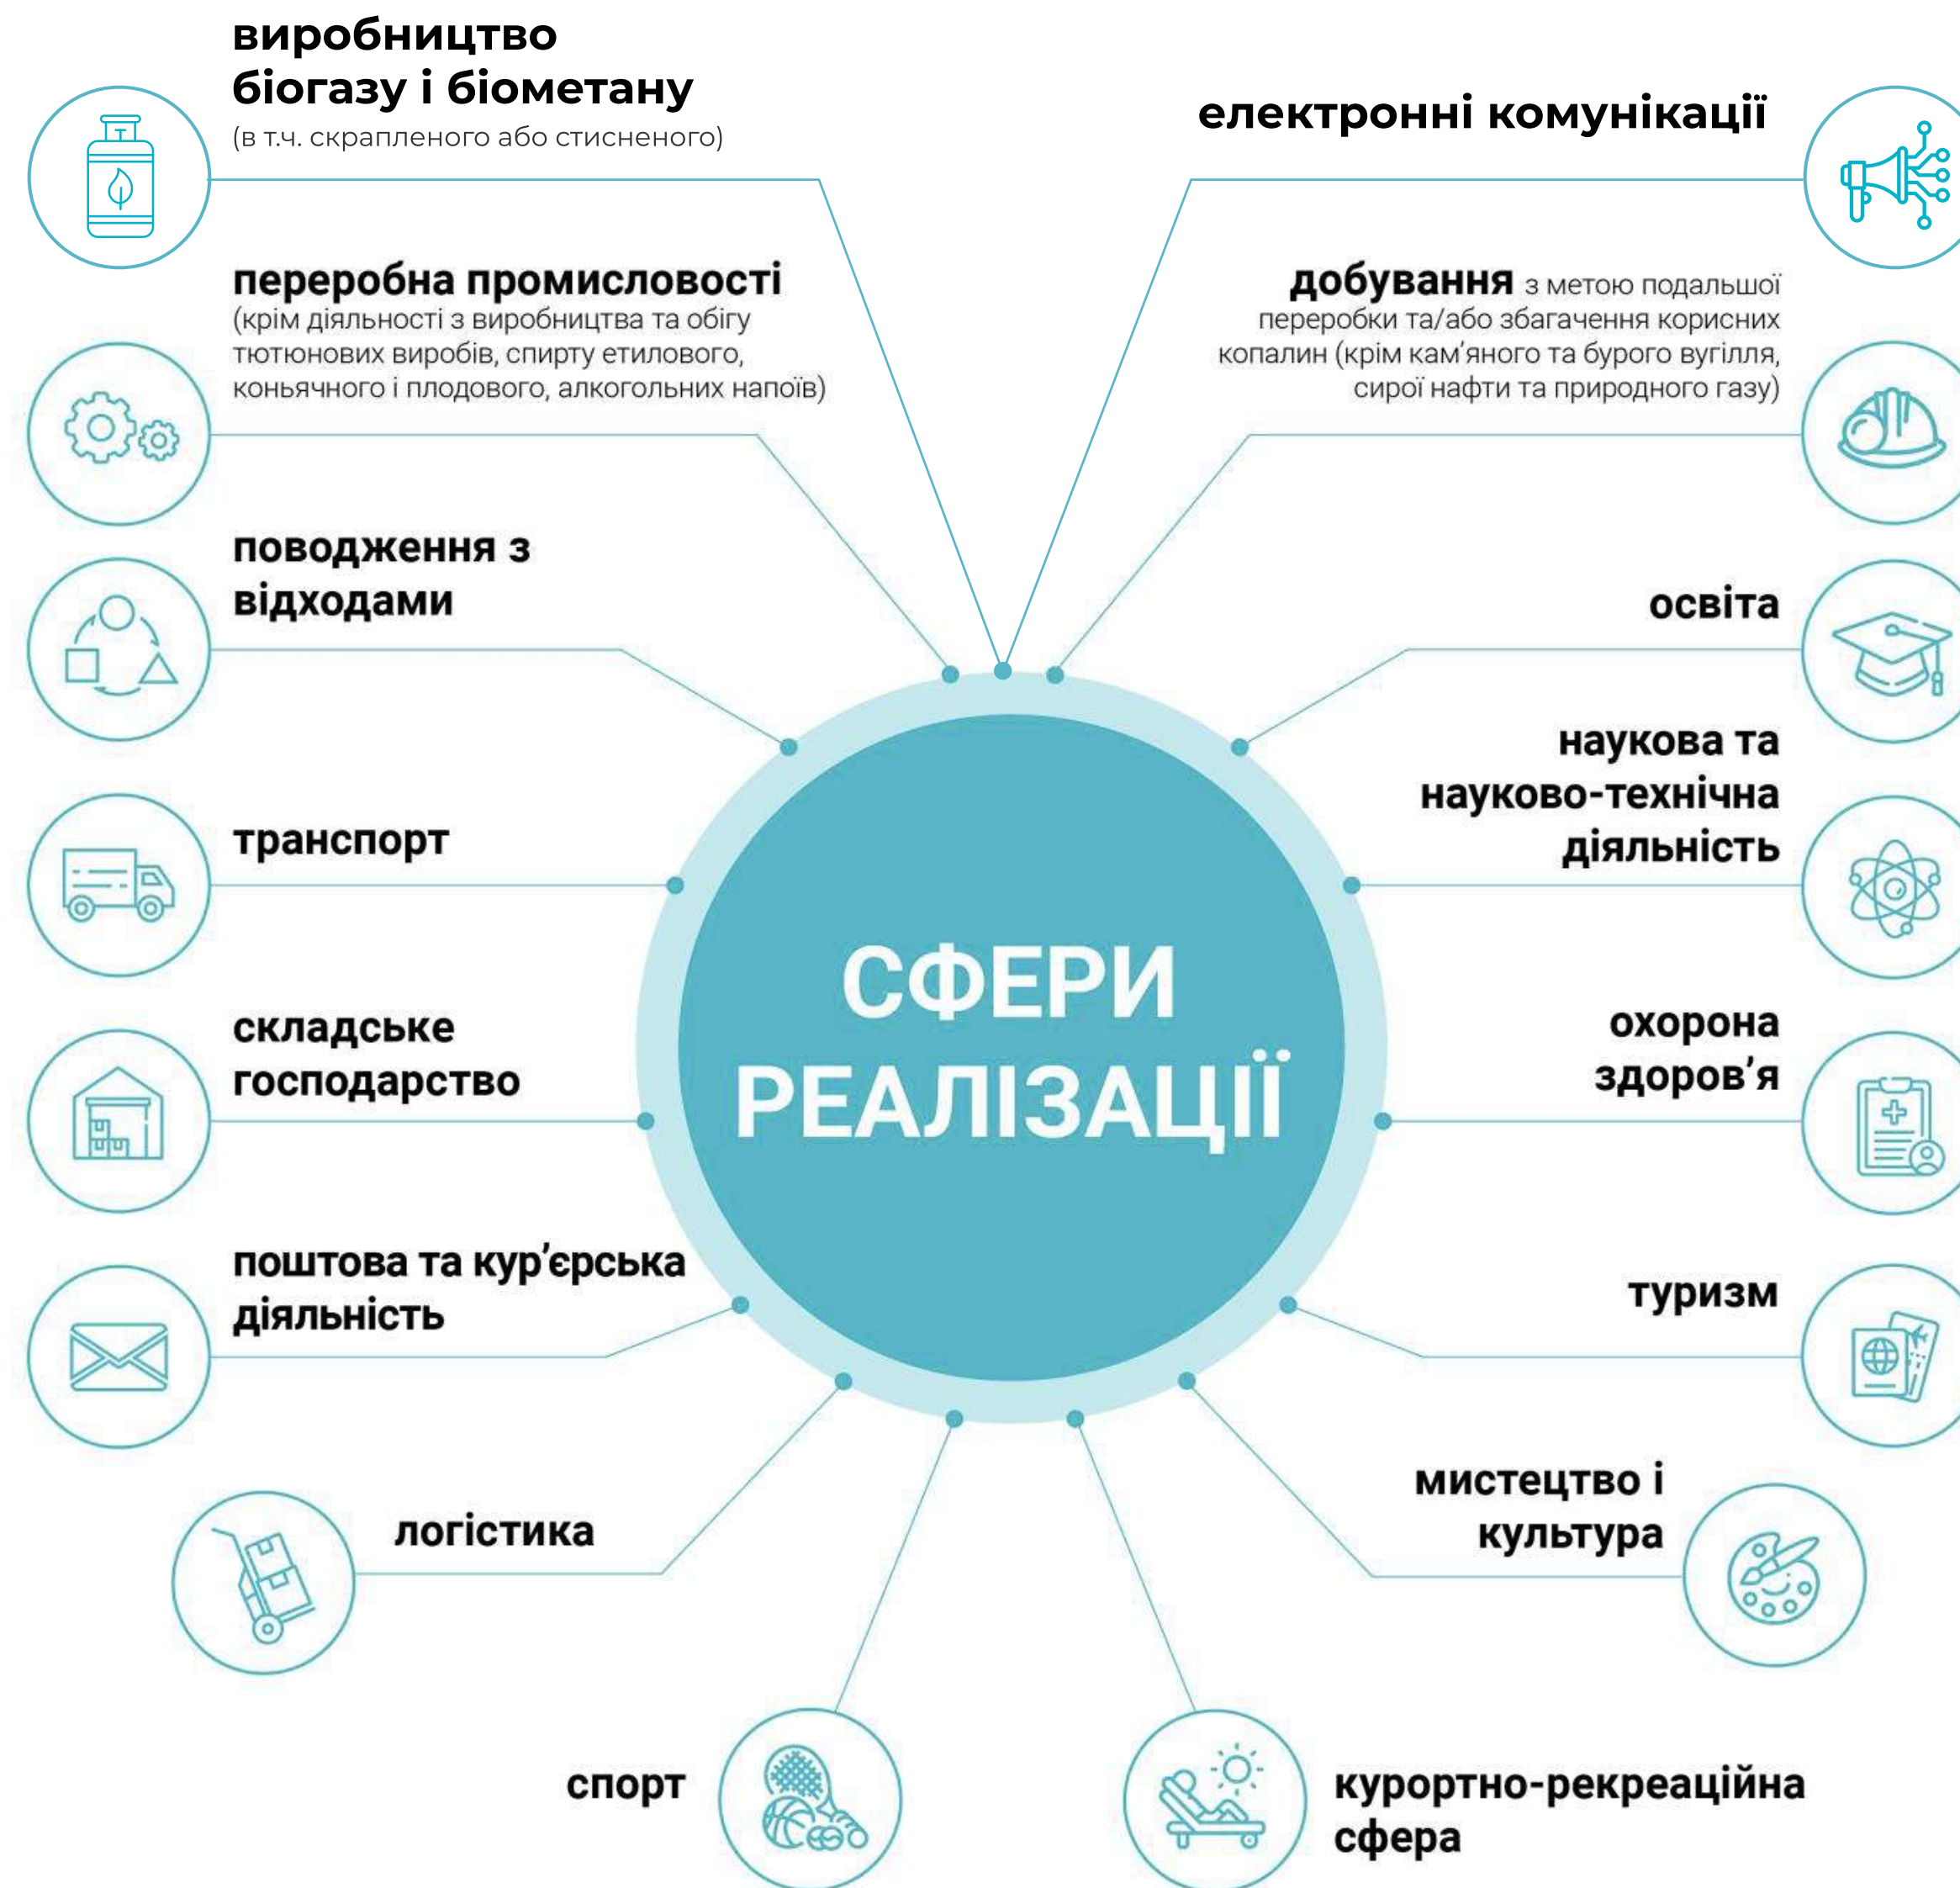 виробництво
біогазу і біометану
(в т.ч. скрапленого або стисненого)
переробна промисловості
(крім діяльності з виробництва та обігу
тютюнових виробів, спирту етилового,
коньячного і плодового, алкогольних напоїв)
поводження з
відходами
транспорт
складське
господарство
поштова та кур’єрська
діяльність
логістика
спорт
СФЕРИ
РЕАЛІЗАЦІЇ
електронні комунікації
добування з метою подальшої
переробки та/або збагачення корисних
копалин (крім кам’яного та бурого вугілля,
сирої нафти та природного газу)
освіта
наукова та
науково-технічна
діяльність
охорона
здоров’я
туризм
мистецтво і
культура
курортно-рекреаційна
сфера